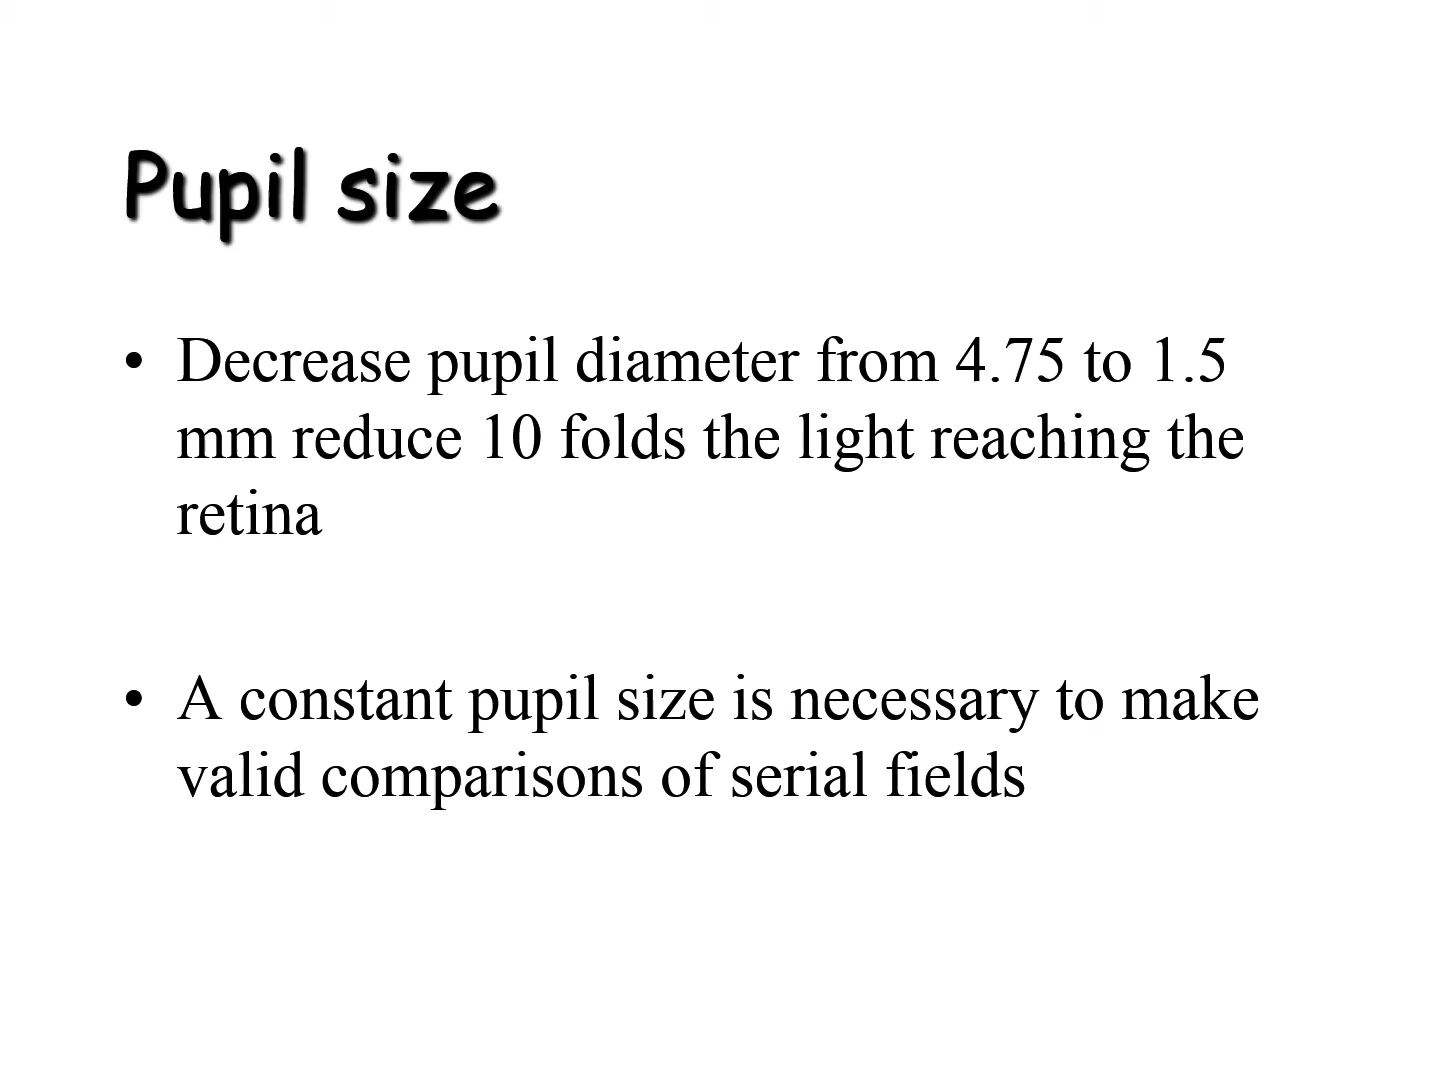 Pupil size
• Decrease pupil diameter from 4.75 to 1.5
mm reduce 10 folds the light reaching the
retina
• A constant pupil size is necessary to make
valid comparisons of serial fields